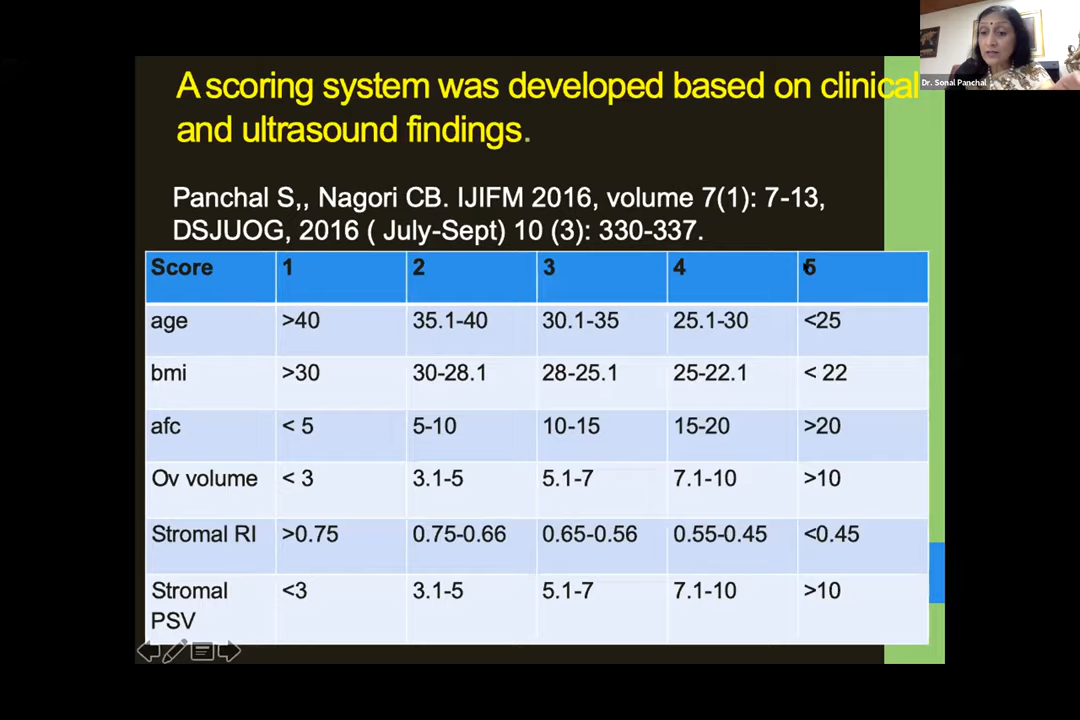 A scoring system was developed based on clinical
and ultrasound findings.
Dr. Sonal Panchal
Panchal S,, Nagori CB. IJIFM 2016, volume 7(1): 7-13,
DSJUOG, 2016 ( July-Sept) 10 (3): 330-337.
Score 1 2 3 4 5
age >40 35.1-40 30.1-35 25.1-30 <25
bmi >30 30-28.1 28-25.1 25-22.1 < 22
afc < 5 5-10 10-15 15-20 >20
Ov volume < 3 3.1-5 5.1-7 7.1-10 >10
Stromal RI >0.75 0.75-0.66 0.65-0.56 0.55-0.45 <0.45
Stromal <3 3.1-5 5.1-7 7.1-10 >10
PSV